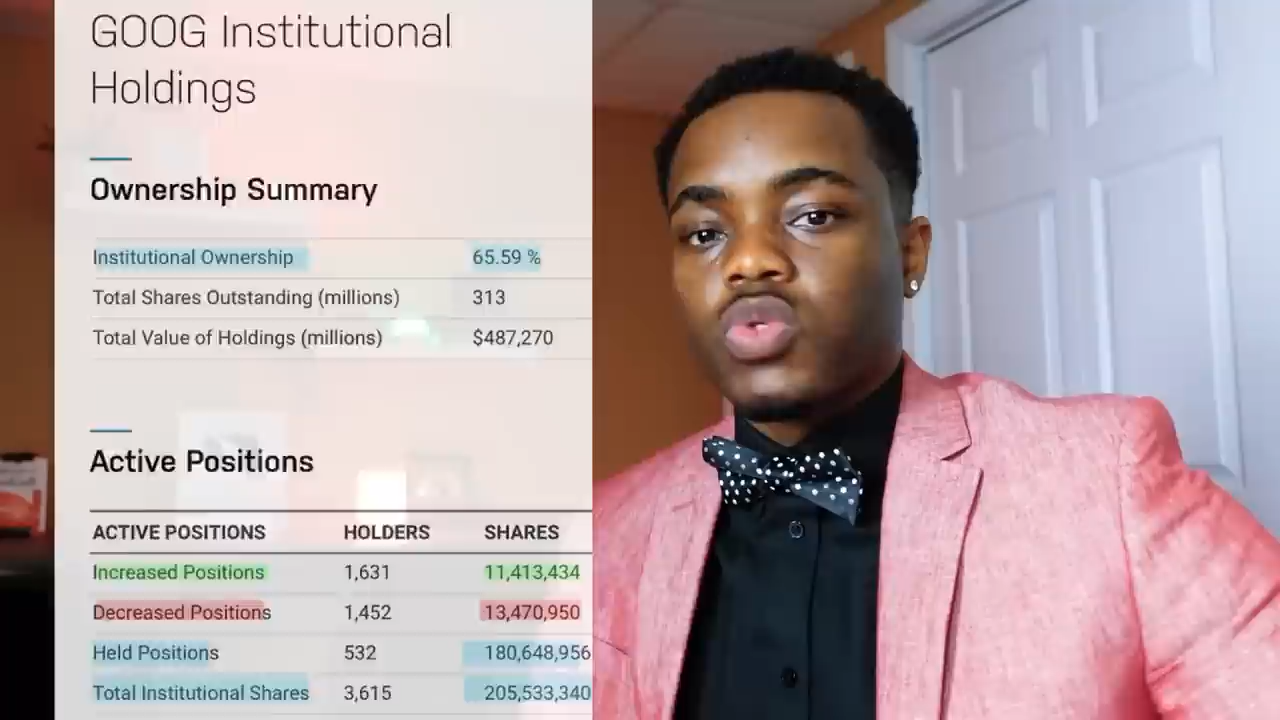 GOOG Institutional
Holdings
Ownership Summary
Institutional Ownership 65.59 %
Total Shares Outstanding (millions) 313
Total Value of Holdings (millions) $487,270
Active Positions
ACTIVE POSITIONS HOLDERS SHARES
Increased Positions 1,631 11,413,434
Decreased Positions 1,452 13,470,950
Held Positions 532 180,648,956
Total Institutional Shares 3,615 205,533,340